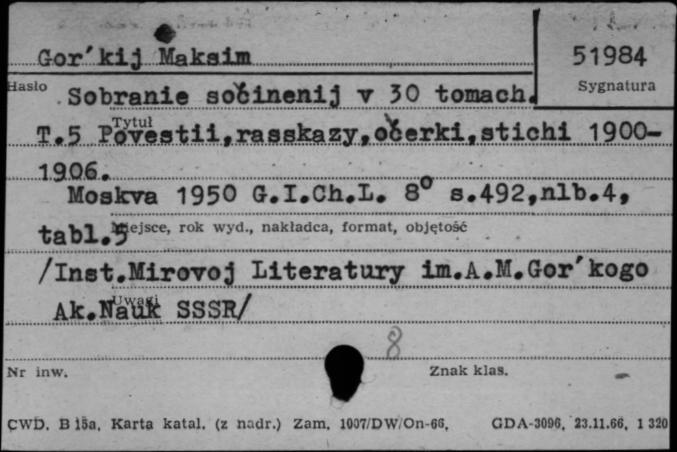 Gor'kij Maksim
51984
Hasło
Sygnatura
Sobranie sočinenij v 30 tomach.
Tytuł
T.5 Povestii,rasskazy,očerki,stichi 1900-
1906.
Moskva 1950 G.I.Ch.L. 8° s.492,nlb.4,
Miejsce, rok wyd., nakładca, format, objętość
tabl.5
/Inst.Mirovoj Literatury im.A.M.Gor'kogo
Uwagi
Ak.Nauk SSSR/
8
Nr inw.
Znak klas.
CWD. B 15a, Karta katal. (z nadr.) Zam. 1007/DW/On-66, GDA-3096, 23.11.66, 1 320